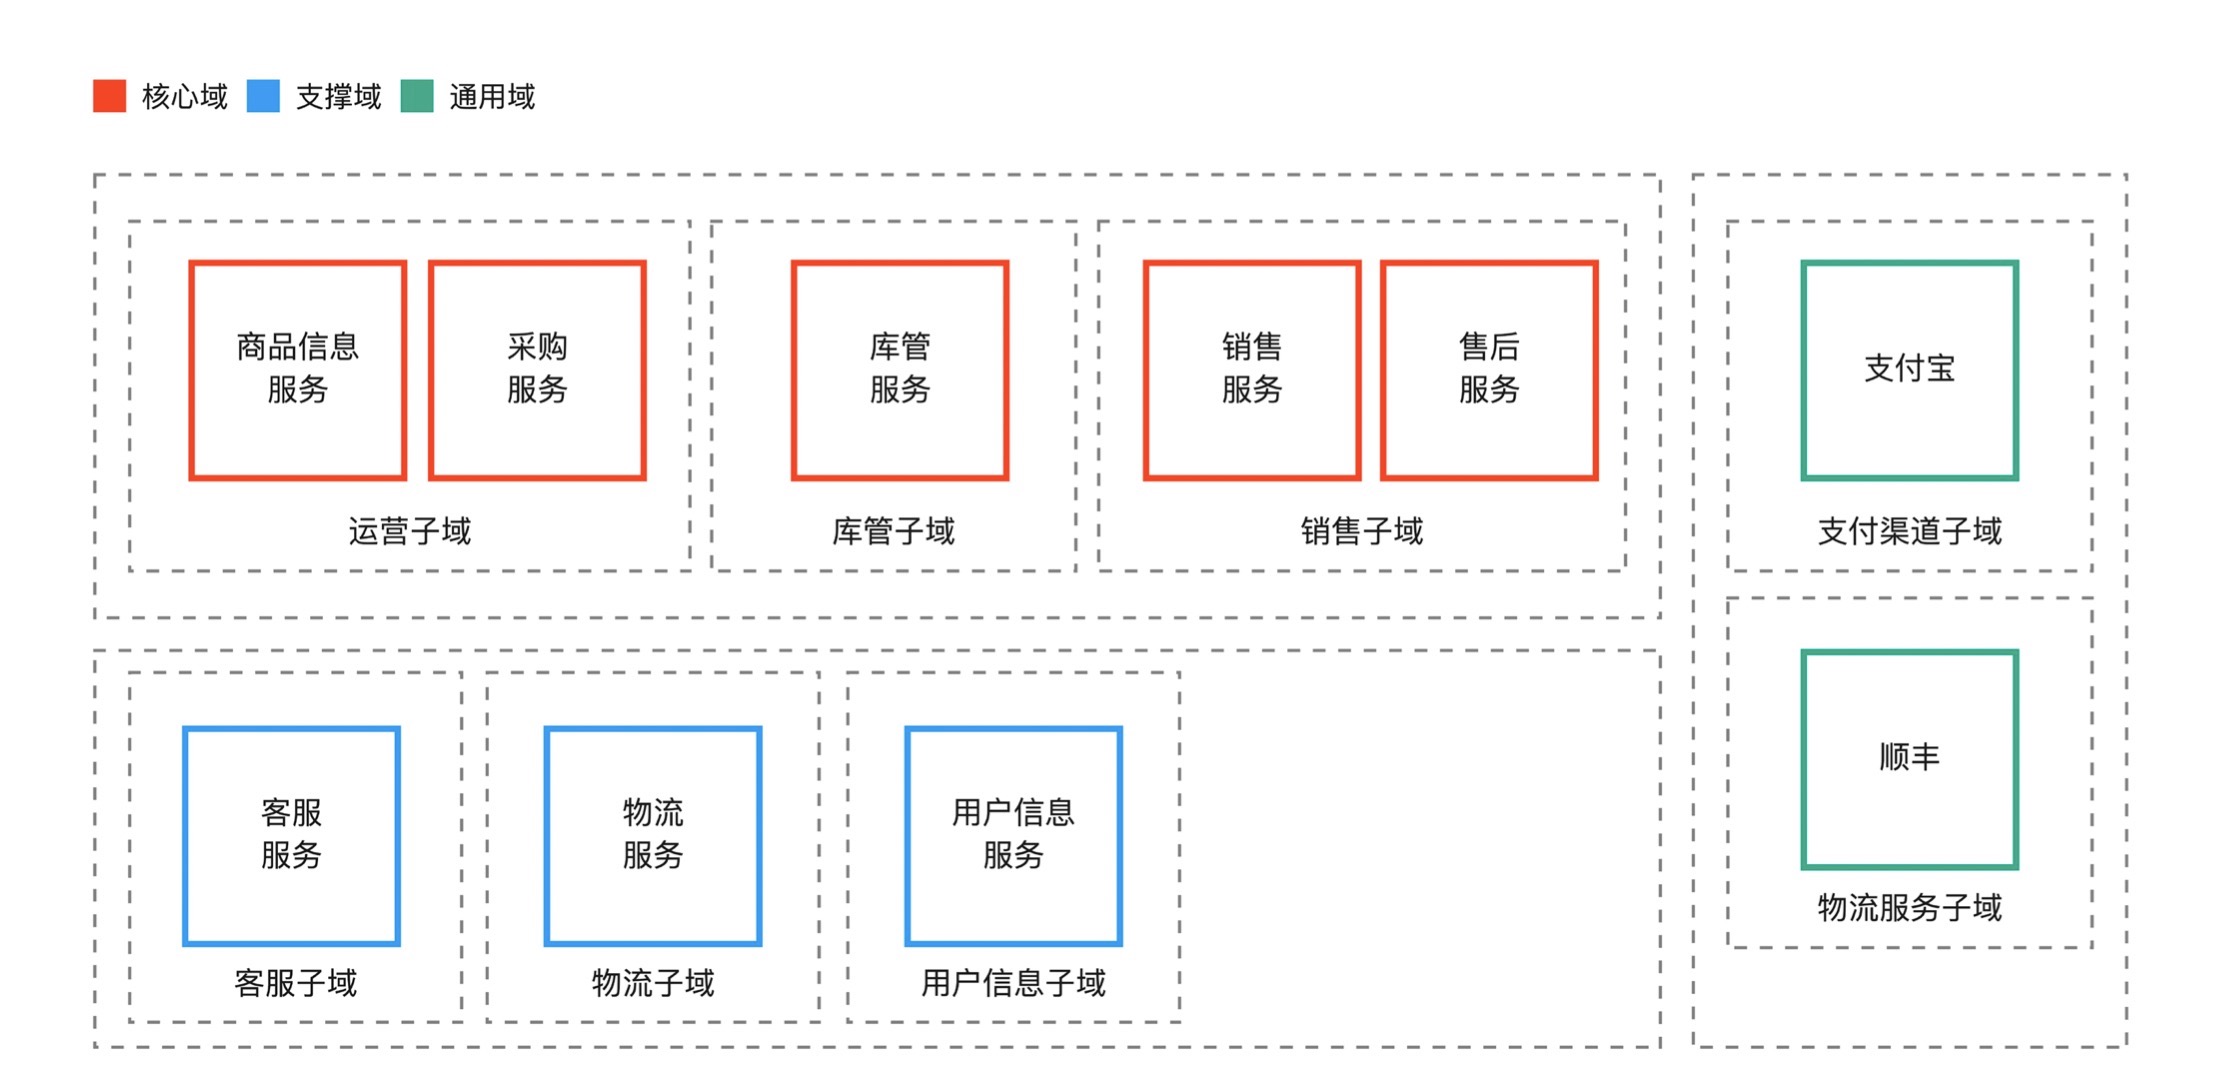 核心域 支撑域 通用域
商品信息
服务
采购
服务
运营子域
库管
服务
库管子域
销售
服务
售后
服务
销售子域
支付宝
支付渠道子域
客服
服务
客服子域
物流
服务
物流子域
用户信息
服务
用户信息子域
顺丰
物流服务子域